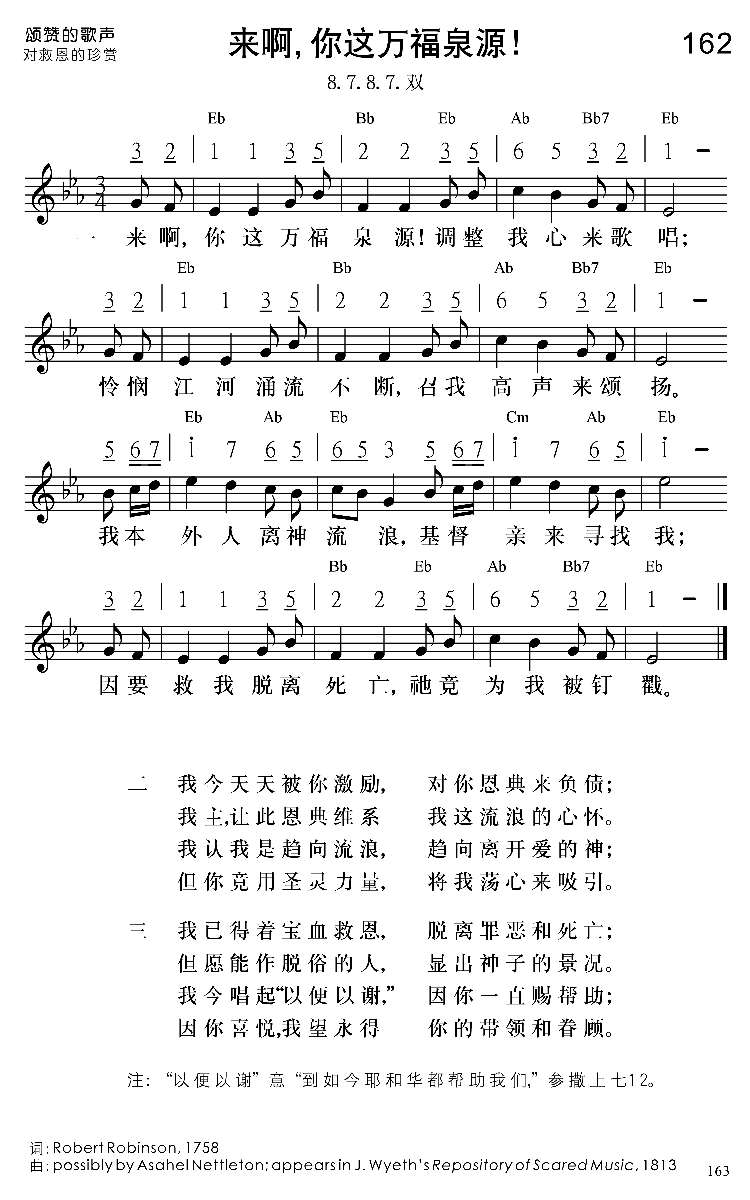 颂赞的歌声
对救恩的珍赏
来啊，你这万福泉源！
162
8.7.8.7.双
Eb Bb Eb Ab Bb7 Eb
3 2 | 1 1 3 5 | 2 2 3 5 | 6 5 3 2 | 1 –
3 4
一 来啊，你这万福泉源！调整我心来歌唱；
Eb Bb Ab Bb7 Eb
3 2 | 1 1 3 5 | 2 2 3 5 | 6 5 3 2 | 1 –
怜悯江河涌流不断，召我高声来颂扬。
Eb Ab Eb Cm Ab Eb
5 6 7 | 1 7 6 5 | 6 5 3 5 6 7 | 1 7 6 5 | 1 –
我本外人离神流浪，基督亲来寻找我；
Bb Eb Ab Bb7 Eb
3 2 | 1 1 3 5 | 2 2 3 5 | 6 5 3 2 | 1 –
因要救我脱离死亡，祂竟为我被钉戳。
二 我今天天被你激励， 对你恩典来负债；
我主，让此恩典维系 我这流浪的心怀。
我认我是趋向流浪， 趋向离开爱的神；
但你竟用圣灵力量， 将我荡心来吸引。
三 我已得着宝血救恩， 脱离罪恶和死亡；
但愿能作脱俗的人， 显出神子的景况。
我今唱起“以便以谢，” 因你一直赐帮助；
因你喜悦，我望永得 你的带领和眷顾。
注：“以便以谢”意“到如今耶和华都帮助我们，”参撒上七12。
词: Robert Robinson, 1758
曲: possibly by Asahel Nettleton; appears in J. Wyeth's Repository of Scared Music, 1813
163